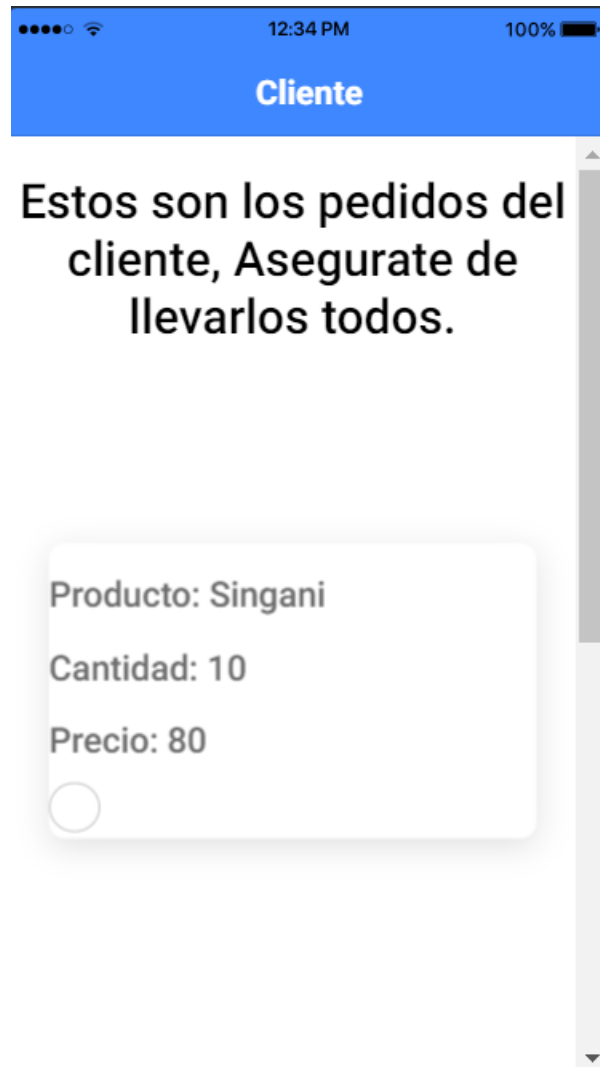 12:34 PM
100%
Cliente
Estos son los pedidos del
cliente, Asegurate de
llevarlos todos.
Producto: Singani
Cantidad: 10
Precio: 80